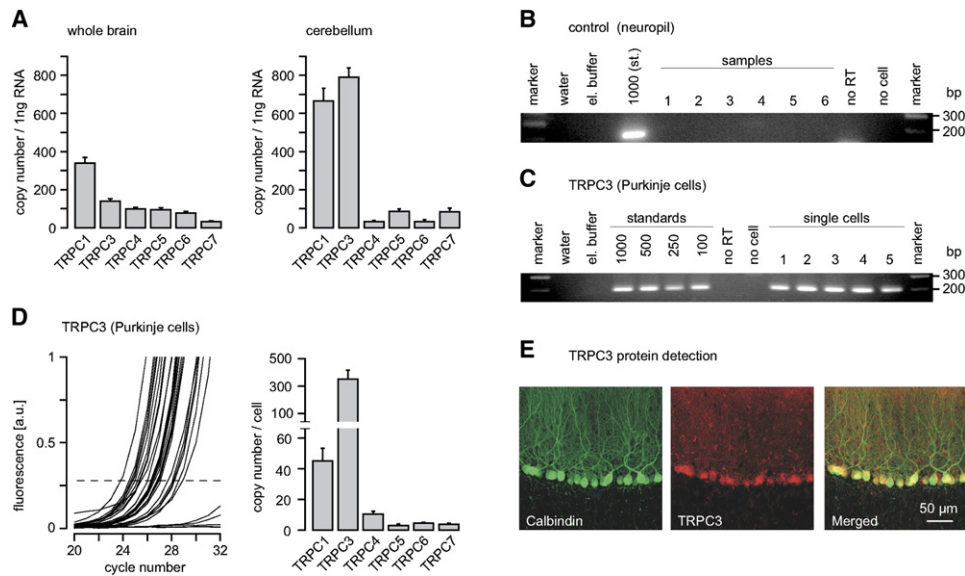 A
whole brain
cerebellum
copy number / 1ng RNA
800
600
400
200
0
TRPC1
TRPC3
TRPC4
TRPC5
TRPC6
TRPC7
copy number / 1ng RNA
800
600
400
200
0
TRPC1
TRPC3
TRPC4
TRPC5
TRPC6
TRPC7
B
control (neuropil)
marker
water
el. buffer
1000 (st.)
samples
1 2 3 4 5 6
no RT
no cell
marker
bp
300
200
C
TRPC3 (Purkinje cells)
marker
water
el. buffer
standards
1000
500
250
100
no RT
no cell
single cells
1 2 3 4 5
marker
bp
300
200
D
TRPC3 (Purkinje cells)
fluorescence [a.u.]
1
0.5
0
20 24 28 32
cycle number
copy number / cell
500
300
100
60
40
20
0
TRPC1
TRPC3
TRPC4
TRPC5
TRPC6
TRPC7
E
TRPC3 protein detection
Calbindin
TRPC3
Merged
50 µm